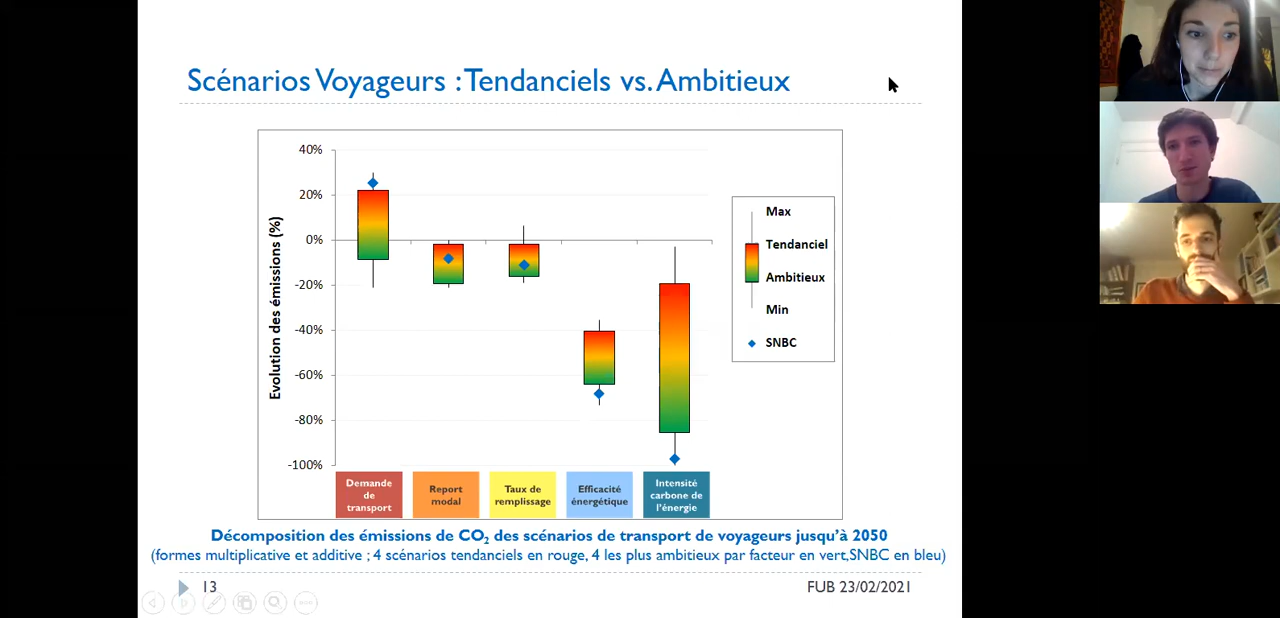 Scénarios Voyageurs : Tendanciels vs. Ambitieux
40%
20%
0%
-20%
-40%
-60%
-80%
-100%
Evolution des émissions (%)
Max
Tendanciel
Ambitieux
Min
SNBC
Demande
de
transport
Report
modal
Taux de
remplissage
Efficacité
énergétique
Intensité
carbone de
l'énergie
Décomposition des émissions de CO₂ des scénarios de transport de voyageurs jusqu'à 2050
(formes multiplicative et additive ; 4 scénarios tendanciels en rouge, 4 les plus ambitieux par facteur en vert,SNBC en bleu)
13
FUB 23/02/2021